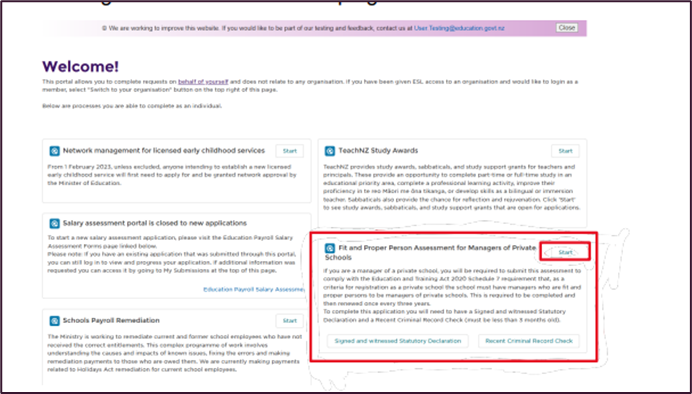 We are working to improve this website. If you would like to be part of our testing and feedback, contact us at User.Testing@education.govt.nz
Close
Welcome!
This portal allows you to complete requests on behalf of yourself and does not relate to any organisation. If you have been given ESL access to an organisation and would like to login as a
member, select "Switch to your organisation" button on the top right of this page.
Below are processes you are able to complete as an individual.
Network management for licensed early childhood services
Start
From 1 February 2023, unless excluded, anyone intending to establish a new licensed
early childhood service will first need to apply for and be granted network approval by
the Minister of Education.
Salary assessment portal is closed to new applications
To start a new salary assessment application, please visit the Education Payroll Salary
Assessment Forms page linked below.
Please note: If you have an existing application that was submitted through this portal,
you can still log in to view and progress your application. If additional information was
requested you can access it by going to My Submissions at the top of this page.
Education Payroll Salary Assessme
Schools Payroll Remediation
Start
The Ministry is working to remediate current and former school employees who have not
received the correct entitlements. This complex programme of work involves
understanding the causes and impacts of known issues, fixing the errors and making
remediation payments to those who are owed them. We are currently making payments
related to Holidays Act remediation for current school employees.
TeachNZ Study Awards
Start
TeachNZ provides study awards, sabbaticals, and study support grants for teachers and
principals. These provide an opportunity to complete part-time or full-time study in an
educational priority area, complete a professional learning activity, improve their
proficiency in te reo Māori me ōna tikanga, or develop skills as a bilingual or immersion
teacher. Sabbaticals also provide the chance for reflection and rejuvenation. Click "Start"
to see study awards, sabbaticals, and study support grants that are open for applications.
Fit and Proper Person Assessment for Managers of Private
Schools
Start
If you are a manager of a private school, you will be required to submit this assessment to
comply with the Education and Training Act 2020 Schedule 7 requirement that, as a
criteria for registration as a private school the school must have managers who are fit and
proper persons to be managers of private schools. This is required to be completed and
then renewed once every three years.
To complete this application you will need to have a Signed and witnessed Statutory
Declaration and a Recent Criminal Record Check (must be less than 3 months old).
Signed and witnessed Statutory Declaration
Recent Criminal Record Check